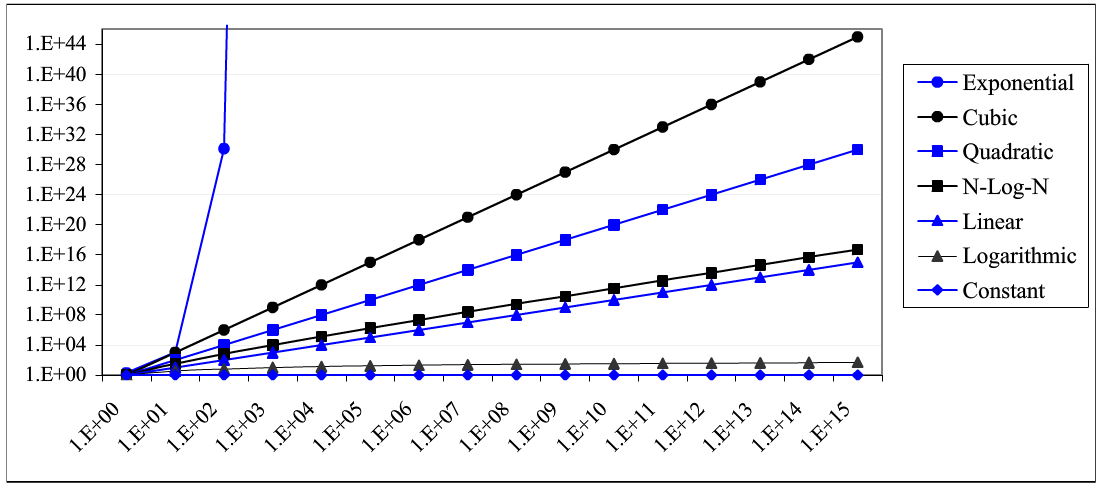 1.E+44
1.E+40
1.E+36
1.E+32
1.E+28
1.E+24
1.E+20
1.E+16
1.E+12
1.E+08
1.E+04
1.E+00
1.E+00
1.E+01
1.E+02
1.E+03
1.E+04
1.E+05
1.E+06
1.E+07
1.E+08
1.E+09
1.E+10
1.E+11
1.E+12
1.E+13
1.E+14
1.E+15
Exponential
Cubic
Quadratic
N-Log-N
Linear
Logarithmic
Constant